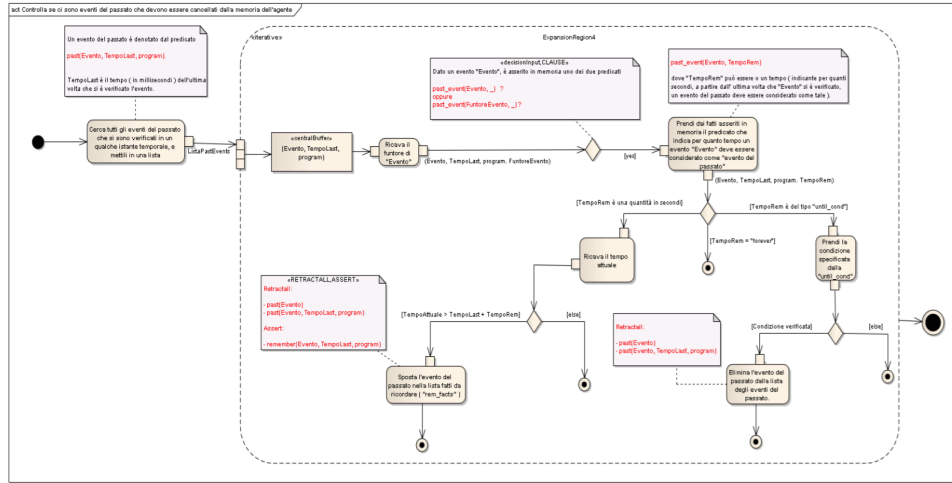 act Controlla se ci sono eventi del passato che devono essere cancellati dalla memoria dell'agente
Un evento del passato è denotato dal predicato
past(Evento, TempoLast, program).
TempoLast è il tempo ( in millisecondi ) dell'ultima
volta che si è verificato l'evento.
Cerca tutti gli eventi del passato
che si sono verificati in un
qualche istante temporale, e
mettili in una lista
ListaPastEvents
«iterative»
ExpansionRegion4
«centralBuffer»
(Evento, TempoLast,
program)
Ricava il
funtore di
"Evento"
(Evento, TempoLast, program. FuntoreEvento)
«decisionInput,CLAUSE»
Dato un evento "Evento", è asserito in memoria uno dei due predicati
past_event(Evento, _) ?
oppure
past_event(FuntoreEvento, _)?
[yes]
past_event(Evento, TempoRem)
dove "TempoRem" può essere o un tempo ( indicante per quanti
secondi, a partire dall' ultima volta che "Evento" si è verificato,
un evento del passato deve essere considerato come tale ).
Prendi dai fatti asseriti in
memoria il predicato che
indica per quanto tempo un
evento "Evento" deve essere
considerato come "evento del
passato"
(Evento, TempoLast, program. TempoRem)
[TempoRem è una quantità in secondi]
[TempoRem è del tipo "until_cond"]
[TempoRem = "forever"]
Ricava il tempo
attuale
Prendi la
condizione
specificata
dalla
"until_cond"
«RETRACTALL,ASSERT»
Retractall:
- past(Evento)
- past(Evento, TempoLast, program)
Assert:
- remember(Evento, TempoLast, program)
[TempoAttuale > TempoLast + TempoRem]
[else]
Retractall:
- past(Evento)
- past(Evento, TempoLast, program)
[Condizione verificata]
[else]
Sposta l'evento del
passato nella lista fatti da
ricordare ( "rem_facts" )
Elimina l'evento del
passato dalla lista
degli eventi del
passato.